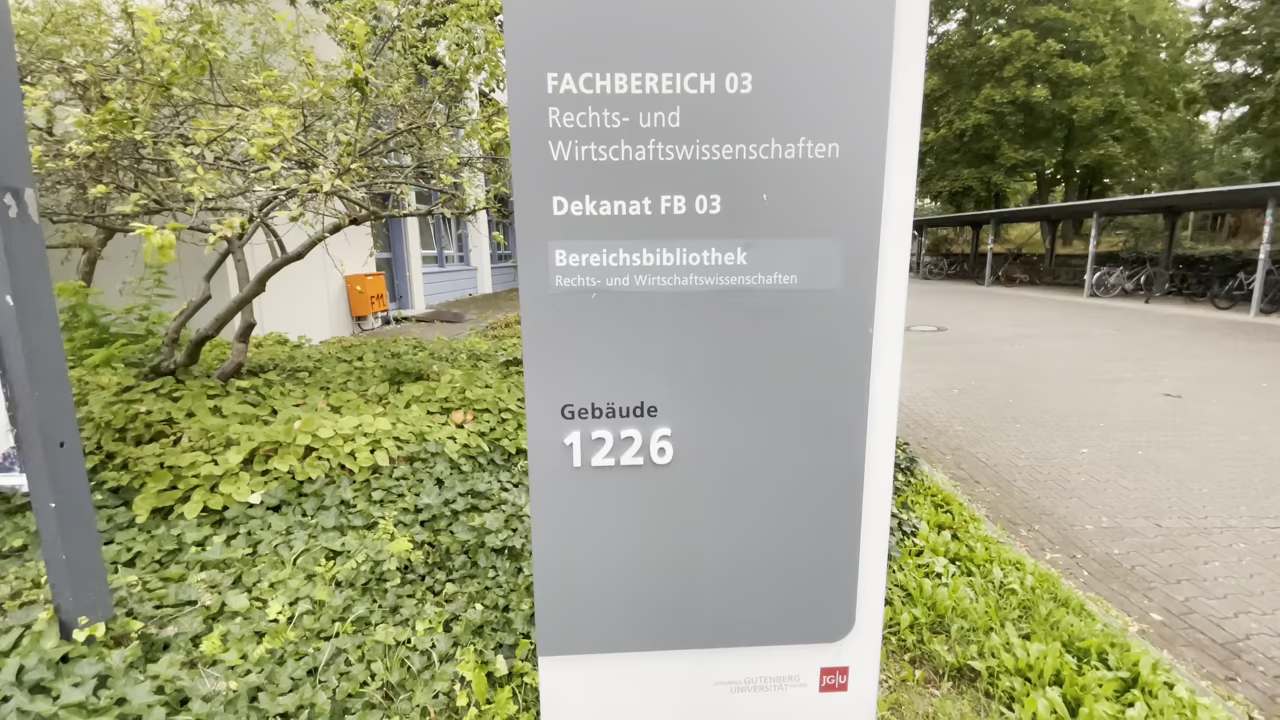 FACHBEREICH 03
Rechts- und
Wirtschaftswissenschaften
Dekanat FB 03
Bereichsbibliothek
Rechts- und Wirtschaftswissenschaften
Gebäude
1226
F11
GUTENBERG
UNIVERSITÄT
JG|U